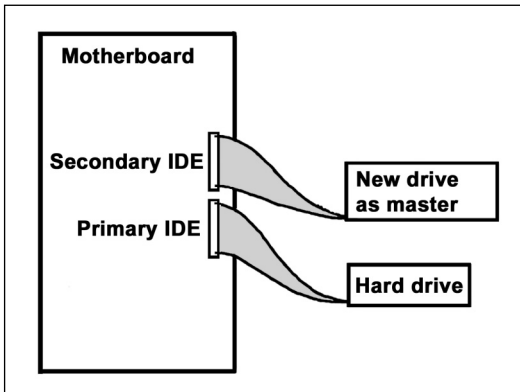 Motherboard
Secondary IDE
New drive
as master
Primary IDE
Hard drive